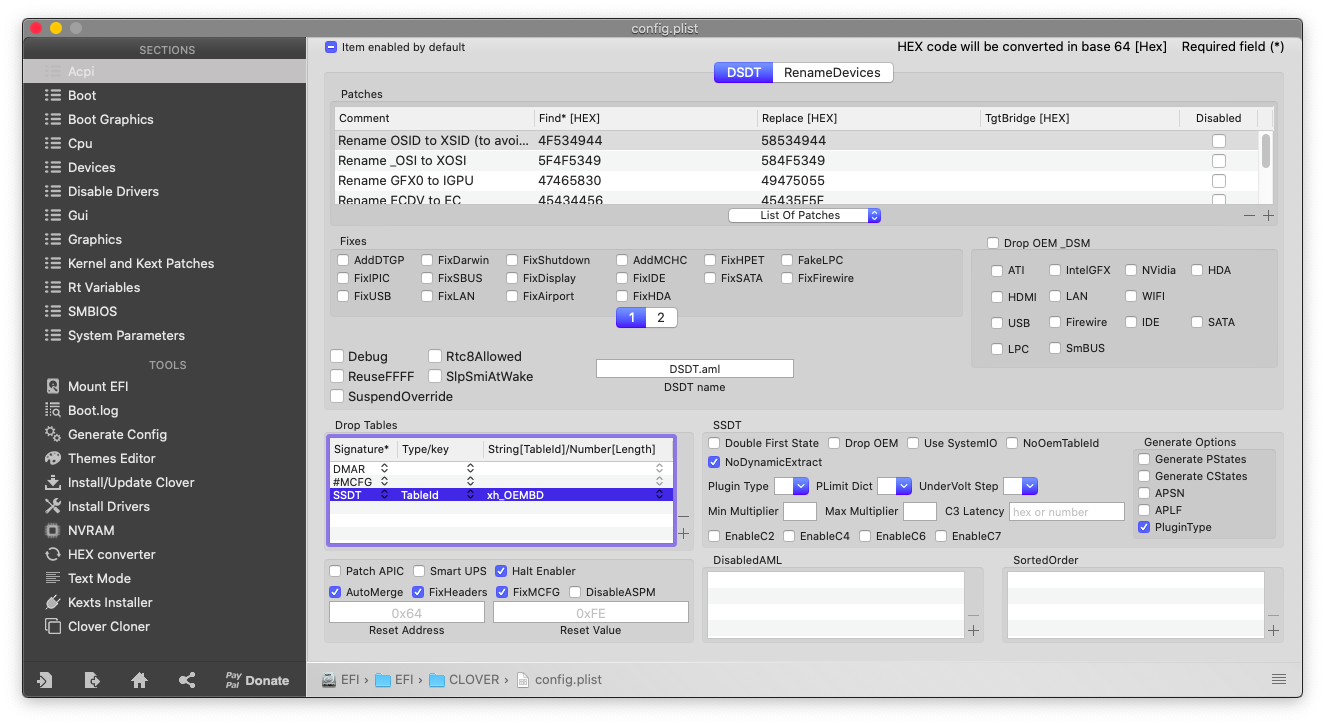 config.plist
SECTIONS
Acpi
Boot
Boot Graphics
Cpu
Devices
Disable Drivers
Gui
Graphics
Kernel and Kext Patches
Rt Variables
SMBIOS
System Parameters
TOOLS
Mount EFI
Boot.log
Generate Config
Themes Editor
Install/Update Clover
Install Drivers
NVRAM
HEX converter
Text Mode
Kexts Installer
Clover Cloner
Pay Pal Donate
Item enabled by default
HEX code will be converted in base 64 [Hex] Required field (*)
DSDT RenameDevices
Patches
Comment Find* [HEX] Replace [HEX] TgtBridge [HEX] Disabled
Rename OSID to XSID (to avoi... 4F534944 58534944
Rename _OSI to XOSI 5F4F5349 584F5349
Rename GFX0 to IGPU 47465830 49475055
Rename ECDV to EC 45434456 45435F5F
List Of Patches
Fixes
AddDTGP FixDarwin FixShutdown AddMCHC FixHPET FakeLPC
FixIPIC FixSBUS FixDisplay FixIDE FixSATA FixFirewire
FixUSB FixLAN FixAirport FixHDA
1 2
Drop OEM _DSM
ATI IntelGFX NVidia HDA
HDMI LAN WIFI
USB Firewire IDE SATA
LPC SmBUS
Debug Rtc8Allowed
ReuseFFFF SlpSmiAtWake
SuspendOverride
DSDT.aml
DSDT name
Drop Tables
Signature* Type/key String[TableId]/Number[Length]
DMAR
#MCFG
SSDT TableId xh_OEMBD
SSDT
Double First State Drop OEM Use SystemIO NoOemTableId
NoDynamicExtract
Plugin Type PLimit Dict UnderVolt Step
Min Multiplier Max Multiplier C3 Latency hex or number
EnableC2 EnableC4 EnableC6 EnableC7
Generate Options
Generate PStates
Generate CStates
APSN
APLF
PluginType
Patch APIC Smart UPS Halt Enabler
AutoMerge FixHeaders FixMCFG DisableASPM
0x64 0xFE
Reset Address Reset Value
DisabledAML
SortedOrder
EFI › EFI › CLOVER › config.plist